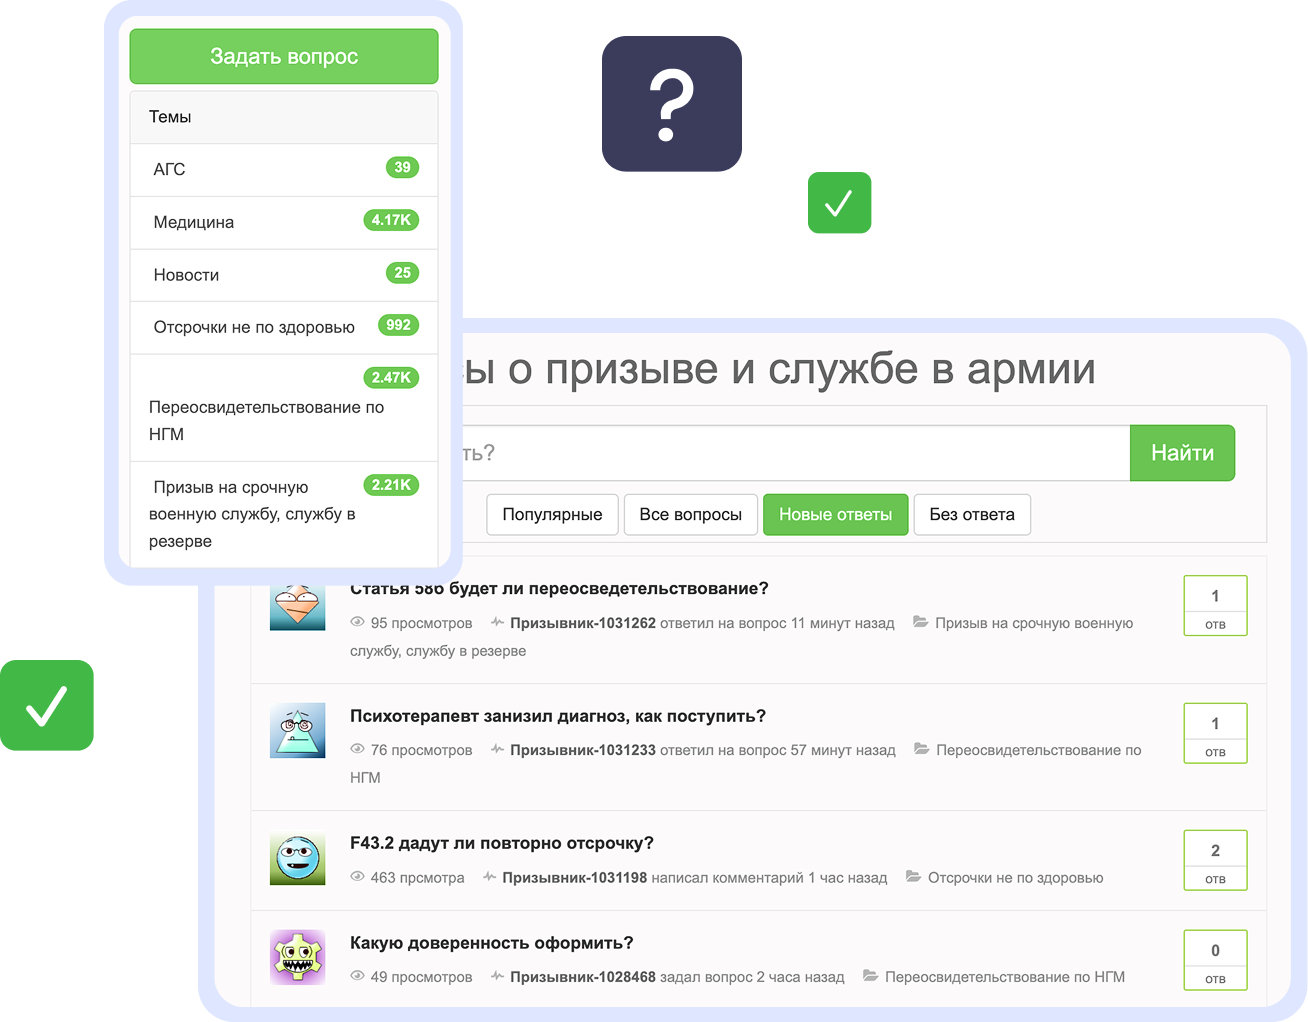 Задать вопрос
Темы
АГС 39
Медицина 4.17K
Новости 25
Отсрочки не по здоровью 992
2.47K
Переосвидетельствование по
НГМ
Призыв на срочную 2.21K
военную службу, службу в
резерве
?
сы о призыве и службе в армии
ть? Найти
Популярные Все вопросы Новые ответы Без ответа
Статья 58б будет ли переосведетельствование?
95 просмотров Призывник-1031262 ответил на вопрос 11 минут назад Призыв на срочную военную
службу, службу в резерве
1
отв
Психотерапевт занизил диагноз, как поступить?
76 просмотров Призывник-1031233 ответил на вопрос 57 минут назад Переосвидетельствование по
НГМ
1
отв
F43.2 дадут ли повторно отсрочку?
463 прсмотра Призывник-1031198 написал комментарий 1 час назад Отсрочки не по здоровью
2
отв
Какую доверенность оформить?
49 просмотров Призывник-1028468 задал вопрос 2 часа назад Переосвидетельствование по НГМ
0
отв